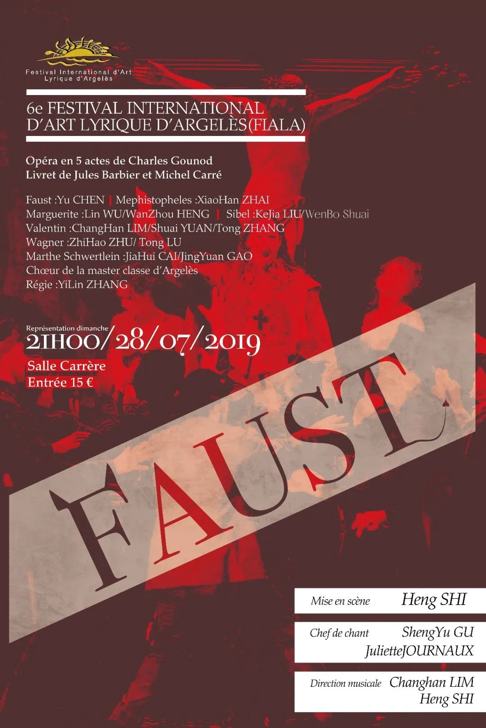 Festival International d'Art
Lyrique d'Argelès
6e FESTIVAL INTERNATIONAL
D'ART LYRIQUE D'ARGELÈS(FIALA)
Opéra en 5 actes de Charles Gounod
Livret de Jules Barbier et Michel Carré
Faust :Yu CHEN | Mephistopheles :XiaoHan ZHAI
Marguerite :Lin WU/WanZhou HENG | Sibel :KeJia LIU/WenBo Shuai
Valentin :ChangHan LIM/Shuai YUAN/Tong ZHANG
Wagner :ZhiHao ZHU/ Tong LU
Marthe Schwertlein :JiaHui CAI/JingYuan GAO
Chœur de la master classe d'Argelès
Régie :YiLin ZHANG
Représentation dimanche
21H00/28/07/2019
Salle Carrère
Entrée 15 €
FAUST
Mise en scène Heng SHI
Chef de chant ShengYu GU
JulietteJOURNAUX
Direction musicale Changhan LIM
Heng SHI